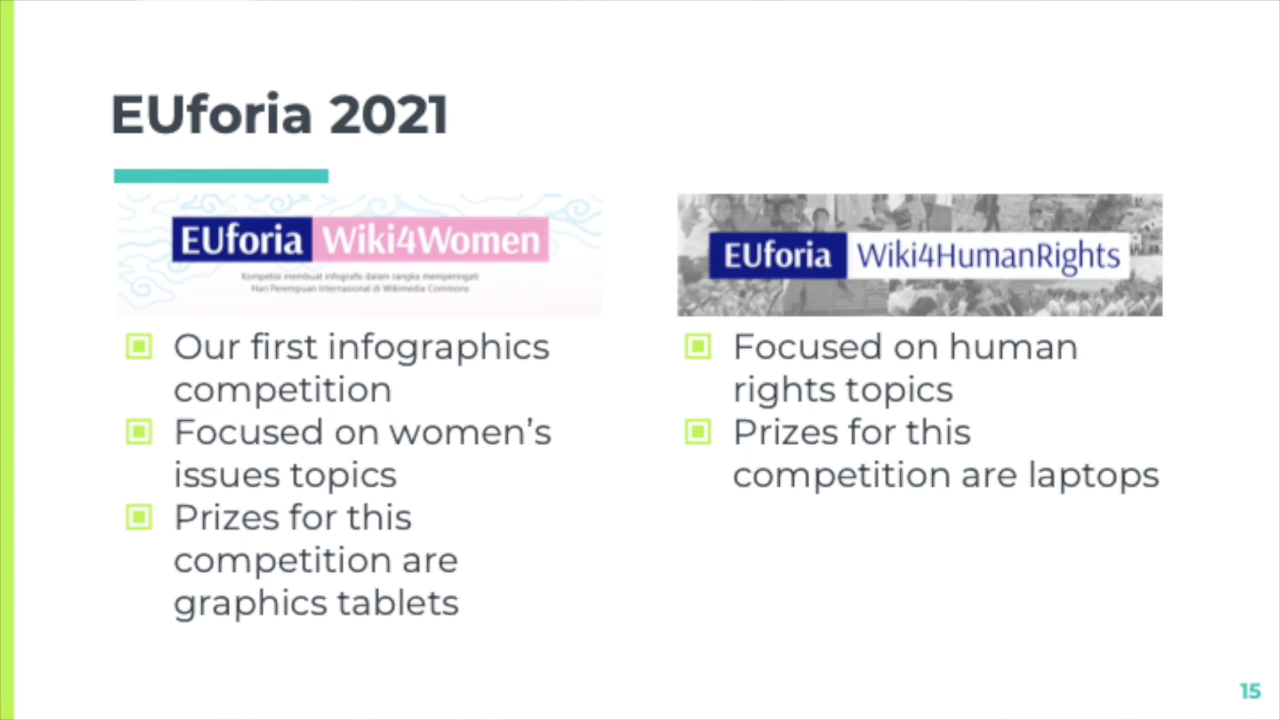 EUforia 2021
EUforia Wiki4Women
Kompetisi membuat infografis dalam rangka memperingati
Hari Perempuan Internasional di Wikimedia Commons
Our first infographics
competition
Focused on women’s
issues topics
Prizes for this
competition are
graphics tablets
EUforia Wiki4HumanRights
Focused on human
rights topics
Prizes for this
competition are laptops
15